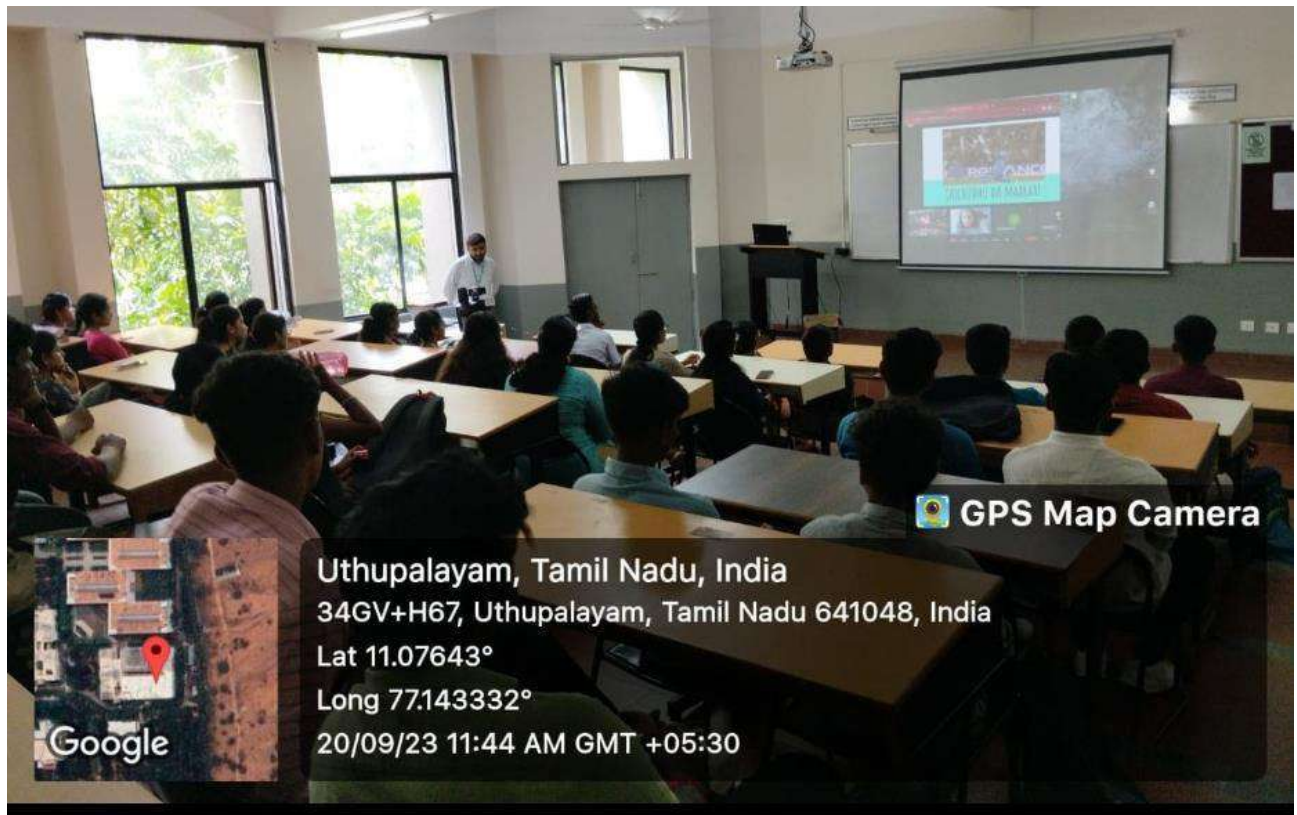 GPS Map Camera
Uthupalayam, Tamil Nadu, India
34GV+H67, Uthupalayam, Tamil Nadu 641048, India
Lat 11.07643°
Long 77.143332°
20/09/23 11:44 AM GMT +05:30
Google